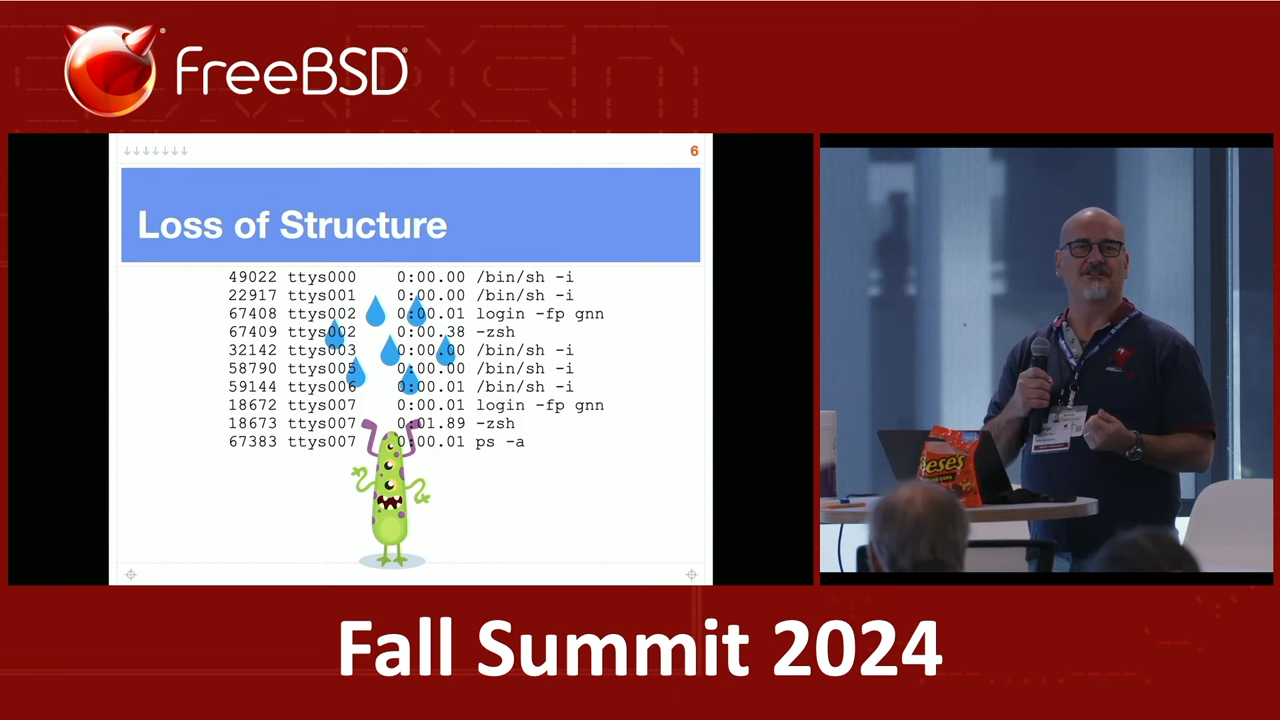 FreeBSD®
↓↓↓↓↓↓↓ 6
Loss of Structure
49022 ttys000 0:00.00 /bin/sh -i
22917 ttys001 0:00.00 /bin/sh -i
67408 ttys002 0:00.01 login -fp gnn
67409 ttys002 0:00.38 -zsh
32142 ttys003 0:00.00 /bin/sh -i
58790 ttys005 0:00.00 /bin/sh -i
59144 ttys006 0:00.01 /bin/sh -i
18672 ttys007 0:00.01 login -fp gnn
18673 ttys007 0:01.89 -zsh
67383 ttys007 0:00.01 ps -a
Fall Summit 2024